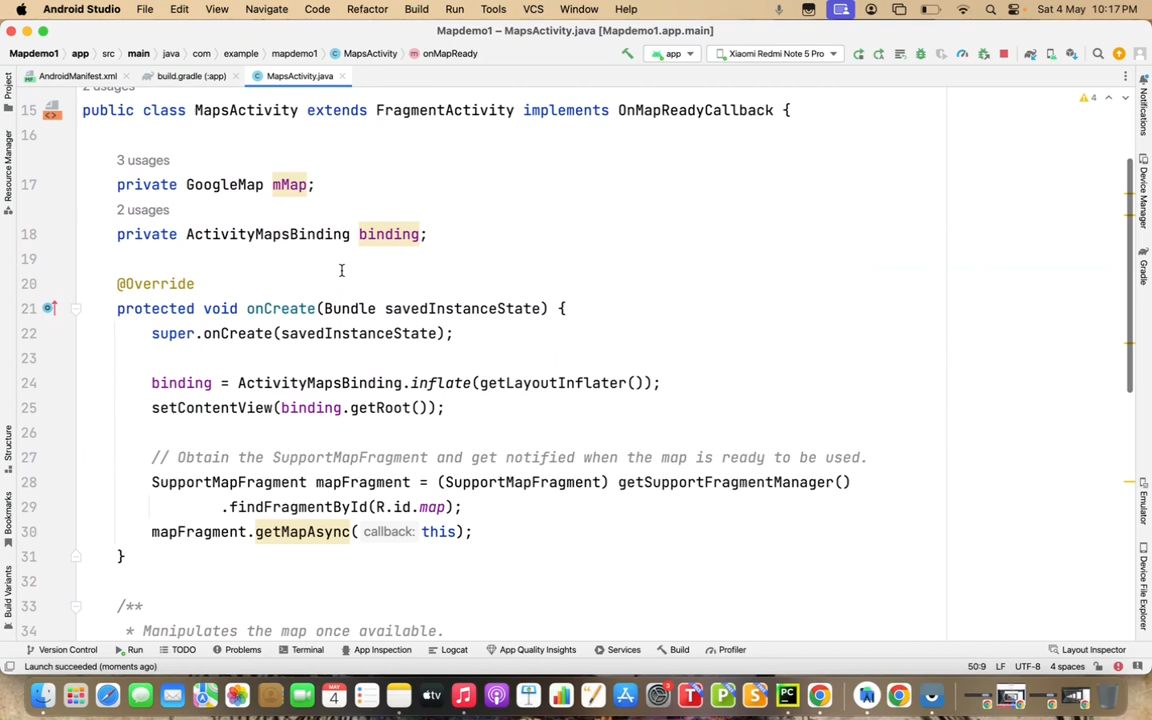 Android Studio File Edit View Navigate Code Refactor Build Run Tools VCS Window Help Sat 4 May 10:17 PM
Mapdemo1 – MapsActivity.java [Mapdemo1.app.main]
Mapdemo1 app src main java com example mapdemo1 MapsActivity onMapReady app Xiaomi Redmi Note 5 Pro
AndroidManifest.xml build.gradle (:app) MapsActivity.java
2 usages
15 public class MapsActivity extends FragmentActivity implements OnMapReadyCallback { 4
16
3 usages
17 private GoogleMap mMap;
2 usages
18 private ActivityMapsBinding binding;
19
20 @Override
21 protected void onCreate(Bundle savedInstanceState) {
22 super.onCreate(savedInstanceState);
23
24 binding = ActivityMapsBinding.inflate(getLayoutInflater());
25 setContentView(binding.getRoot());
26
27 // Obtain the SupportMapFragment and get notified when the map is ready to be used.
28 SupportMapFragment mapFragment = (SupportMapFragment) getSupportFragmentManager()
29 .findFragmentById(R.id.map);
30 mapFragment.getMapAsync( callback: this);
31 }
32
33 /**
34 * Manipulates the map once available.
Project
Resource Manager
Structure
Bookmarks
Build Variants
Notifications
Device Manager
Gradle
Emulator
Device File Explorer
Version Control Run TODO Problems Terminal App Inspection Logcat App Quality Insights Services Build Profiler Layout Inspector
Launch succeeded (moments ago) 50:9 LF UTF-8 4 spaces
MAY
4
tv
T P S PC